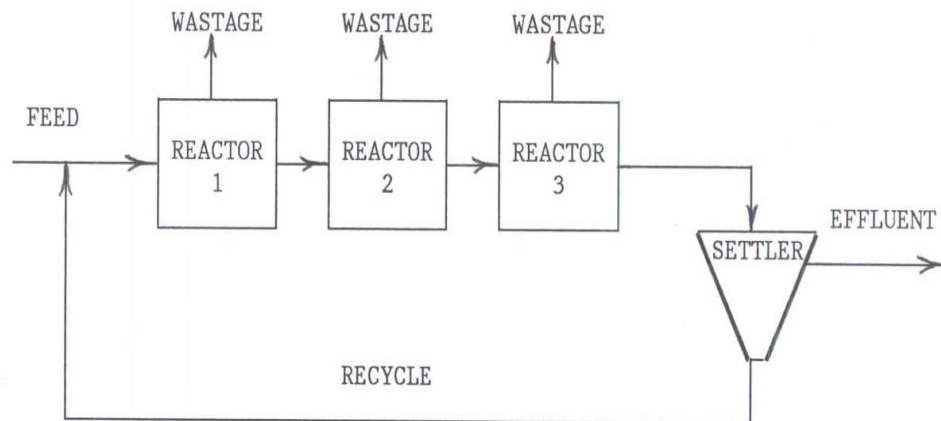 WASTAGE WASTAGE WASTAGE
FEED
REACTOR REACTOR REACTOR
1 2 3
EFFLUENT
SETTLER
RECYCLE